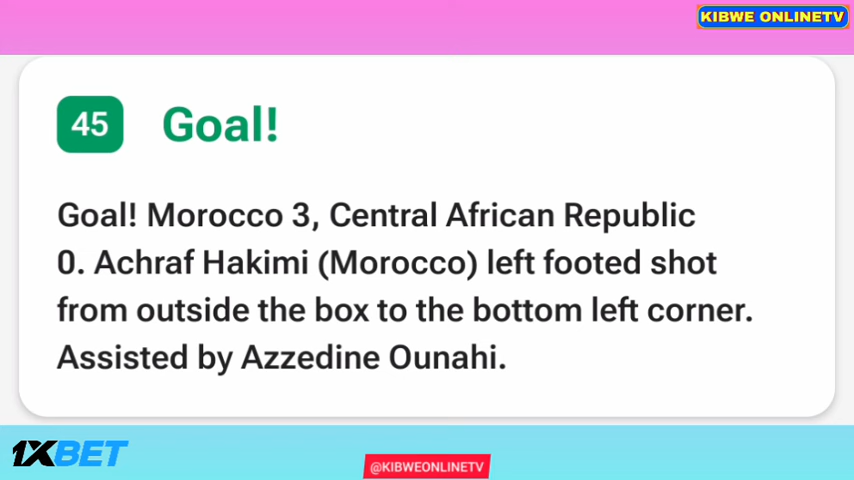 KIBWE ONLINETV
45 Goal!
Goal! Morocco 3, Central African Republic
0. Achraf Hakimi (Morocco) left footed shot
from outside the box to the bottom left corner.
Assisted by Azzedine Ounahi.
1XBET
@KIBWEONLINETV